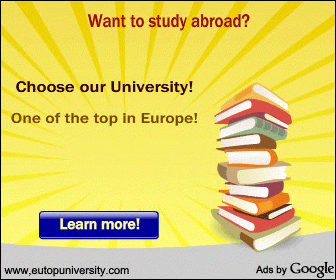 Want to study abroad?
Choose our University!
One of the top in Europe!
Learn more!
www.eutopuniversity.com
Ads by Google